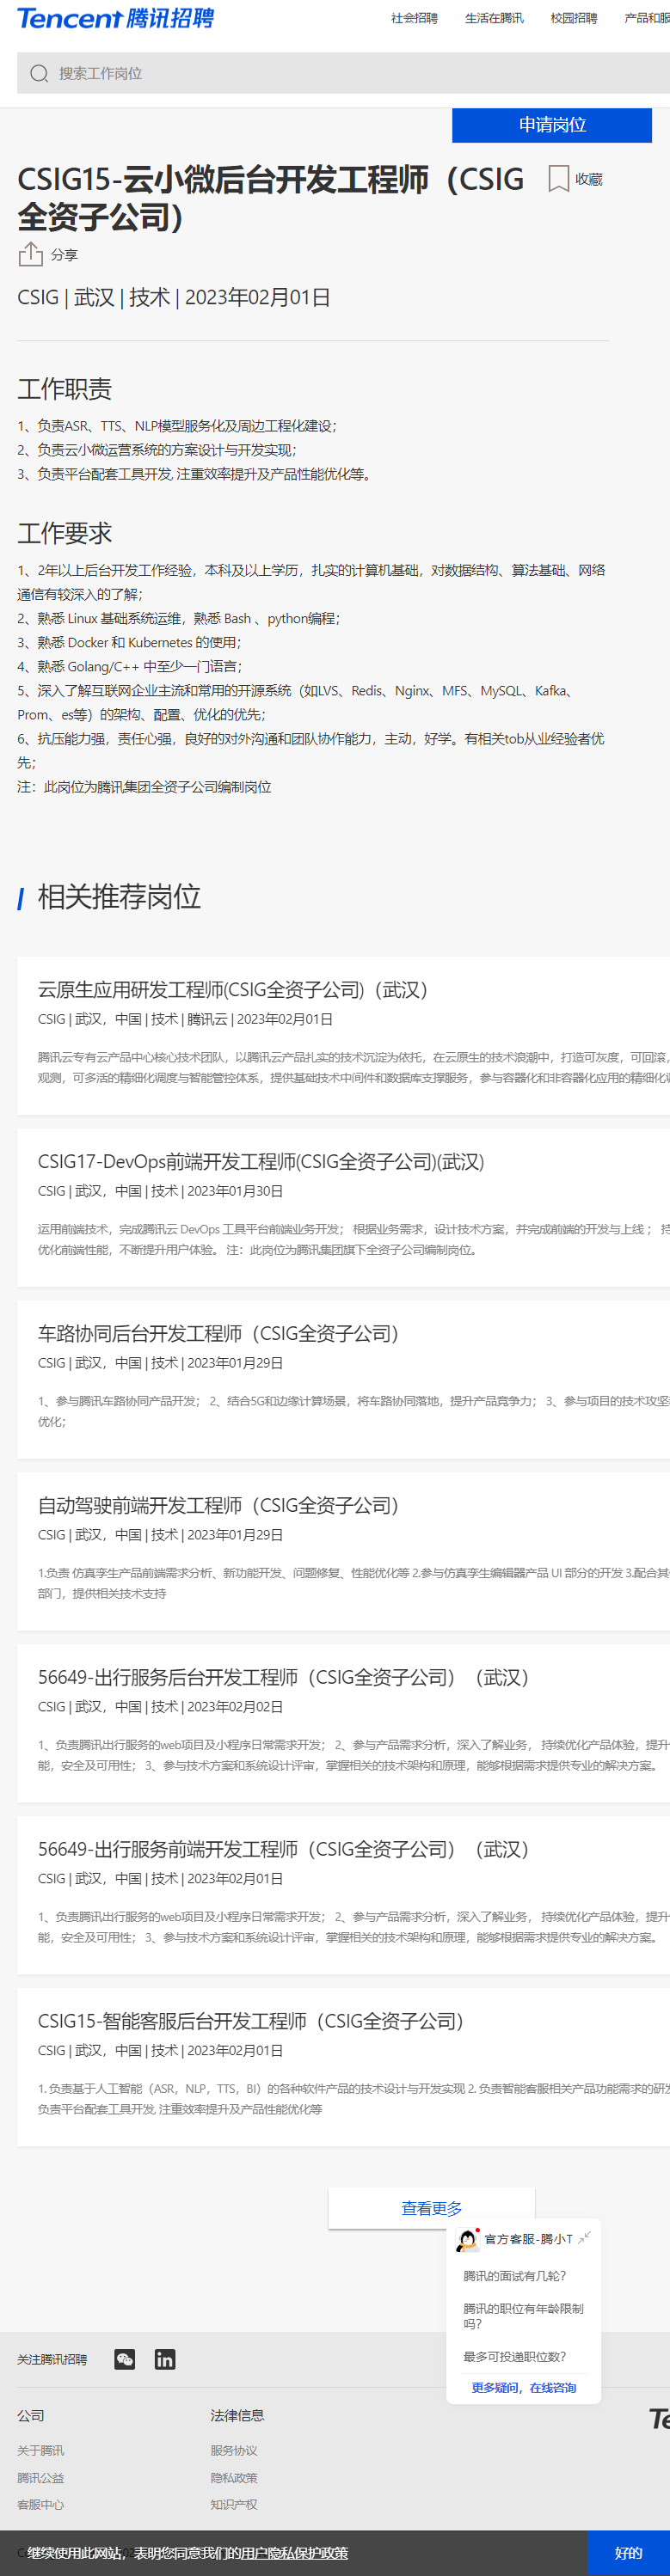 Tencent 腾讯招聘
社会招聘 生活在腾讯 校园招聘 产品和服
搜索工作岗位
申请岗位
CSIG15-云小微后台开发工程师（CSIG
全资子公司）
收藏
分享
CSIG | 武汉 | 技术 | 2023年02月01日
工作职责
1、负责ASR、TTS、NLP模型服务化及周边工程化建设；
2、负责云小微运营系统的方案设计与开发实现；
3、负责平台配套工具开发, 注重效率提升及产品性能优化等。
工作要求
1、2年以上后台开发工作经验，本科及以上学历，扎实的计算机基础，对数据结构、算法基础、网络
通信有较深入的了解；
2、熟悉 Linux 基础系统运维，熟悉 Bash 、python编程；
3、熟悉 Docker 和 Kubernetes 的使用；
4、熟悉 Golang/C++ 中至少一门语言；
5、深入了解互联网企业主流和常用的开源系统（如LVS、Redis、Nginx、MFS、MySQL、Kafka、
Prom、es等）的架构、配置、优化的优先；
6、抗压能力强，责任心强，良好的对外沟通和团队协作能力，主动，好学。有相关tob从业经验者优
先；
注：此岗位为腾讯集团全资子公司编制岗位
相关推荐岗位
云原生应用研发工程师(CSIG全资子公司)（武汉）
CSIG | 武汉，中国 | 技术 | 腾讯云 | 2023年02月01日
腾讯云专有云产品中心核心技术团队，以腾讯云产品扎实的技术沉淀为依托，在云原生的技术浪潮中，打造可灰度，可回滚，
观测，可多活的精细化调度与智能管控体系，提供基础技术中间件和数据库支撑服务，参与容器化和非容器化应用的精细化
CSIG17-DevOps前端开发工程师(CSIG全资子公司)(武汉)
CSIG | 武汉，中国 | 技术 | 2023年01月30日
运用前端技术，完成腾讯云 DevOps 工具平台前端业务开发； 根据业务需求，设计技术方案，并完成前端的开发与上线 ； 持
优化前端性能，不断提升用户体验。 注：此岗位为腾讯集团旗下全资子公司编制岗位。
车路协同后台开发工程师（CSIG全资子公司）
CSIG | 武汉，中国 | 技术 | 2023年01月29日
1、参与腾讯车路协同产品开发； 2、结合5G和边缘计算场景，将车路协同落地，提升产品竞争力； 3、参与项目的技术攻坚
优化；
自动驾驶前端开发工程师（CSIG全资子公司）
CSIG | 武汉，中国 | 技术 | 2023年01月29日
1.负责 仿真孪生产品前端需求分析、新功能开发、问题修复、性能优化等 2.参与仿真孪生编辑器产品 UI 部分的开发 3.配合其
部门，提供相关技术支持
56649-出行服务后台开发工程师（CSIG全资子公司）（武汉）
CSIG | 武汉，中国 | 技术 | 2023年02月02日
1、负责腾讯出行服务的web项目及小程序日常需求开发； 2、参与产品需求分析，深入了解业务， 持续优化产品体验，提升
能，安全及可用性； 3、参与技术方案和系统设计评审，掌握相关的技术架构和原理，能够根据需求提供专业的解决方案。
56649-出行服务前端开发工程师（CSIG全资子公司）（武汉）
CSIG | 武汉，中国 | 技术 | 2023年02月01日
1、负责腾讯出行服务的web项目及小程序日常需求开发； 2、参与产品需求分析，深入了解业务， 持续优化产品体验，提升
能，安全及可用性； 3、参与技术方案和系统设计评审，掌握相关的技术架构和原理，能够根据需求提供专业的解决方案。
CSIG15-智能客服后台开发工程师（CSIG全资子公司）
CSIG | 武汉，中国 | 技术 | 2023年02月01日
1. 负责基于人工智能（ASR，NLP，TTS，BI）的各种软件产品的技术设计与开发实现 2. 负责智能客服相关产品功能需求的研
负责平台配套工具开发, 注重效率提升及产品性能优化等
查看更多
官方客服-腾小T
腾讯的面试有几轮？
腾讯的职位有年龄限制
吗？
最多可投递职位数？
更多疑问，在线咨询
关注腾讯招聘
公司 法律信息
Te
关于腾讯 服务协议
腾讯公益 隐私政策
客服中心 知识产权
继续使用此网站，表明您同意我们的用户隐私保护政策
好的